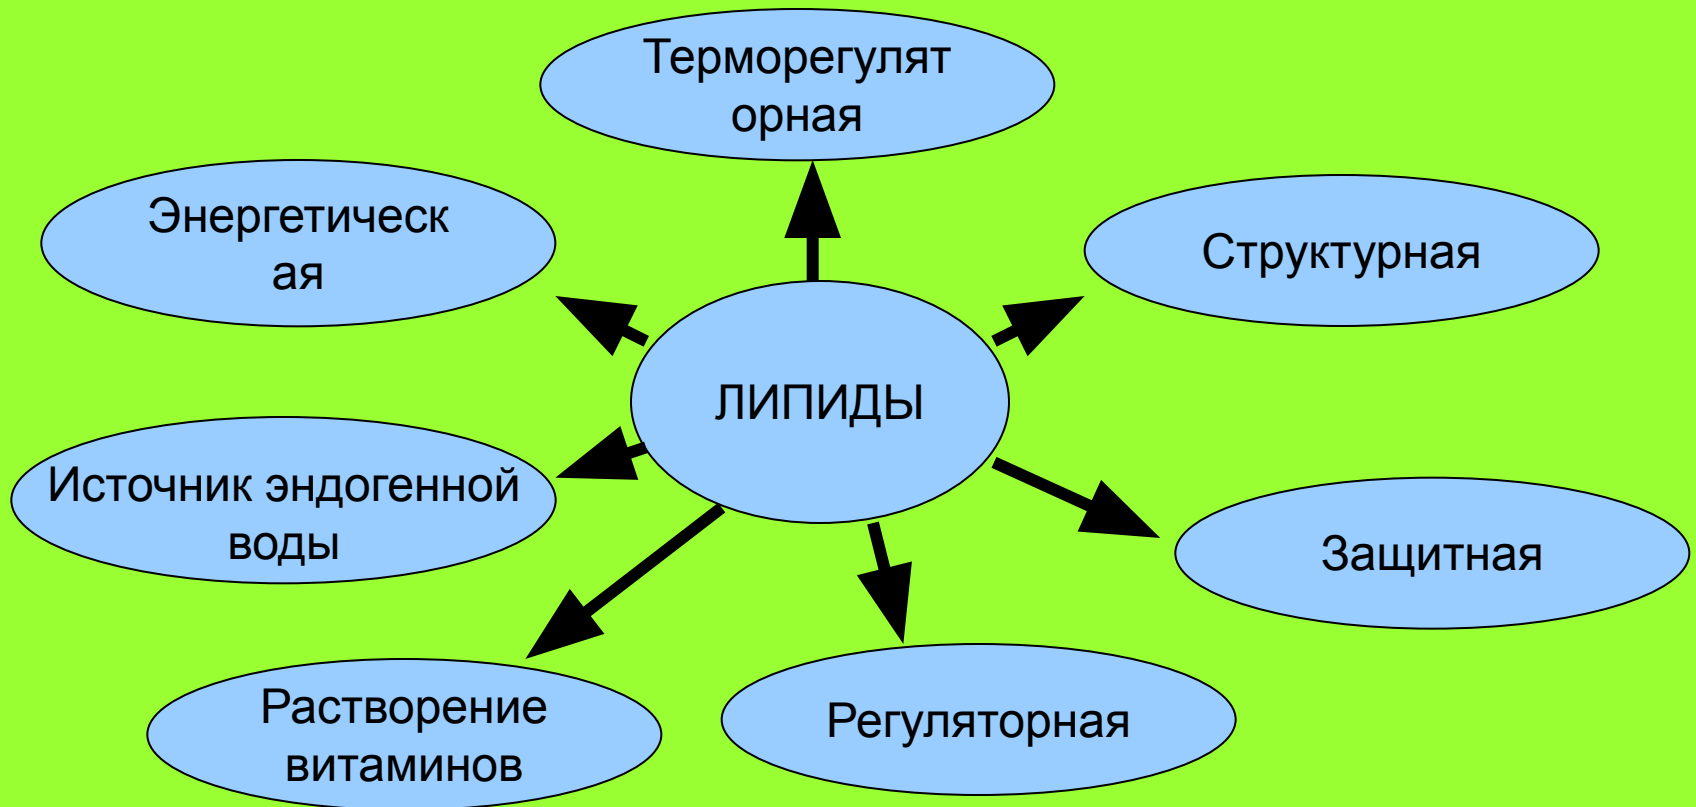 Терморегулят
орная
Энергетическ
ая
Структурная
ЛИПИДЫ
Источник эндогенной
воды
Защитная
Растворение
витаминов
Регуляторная